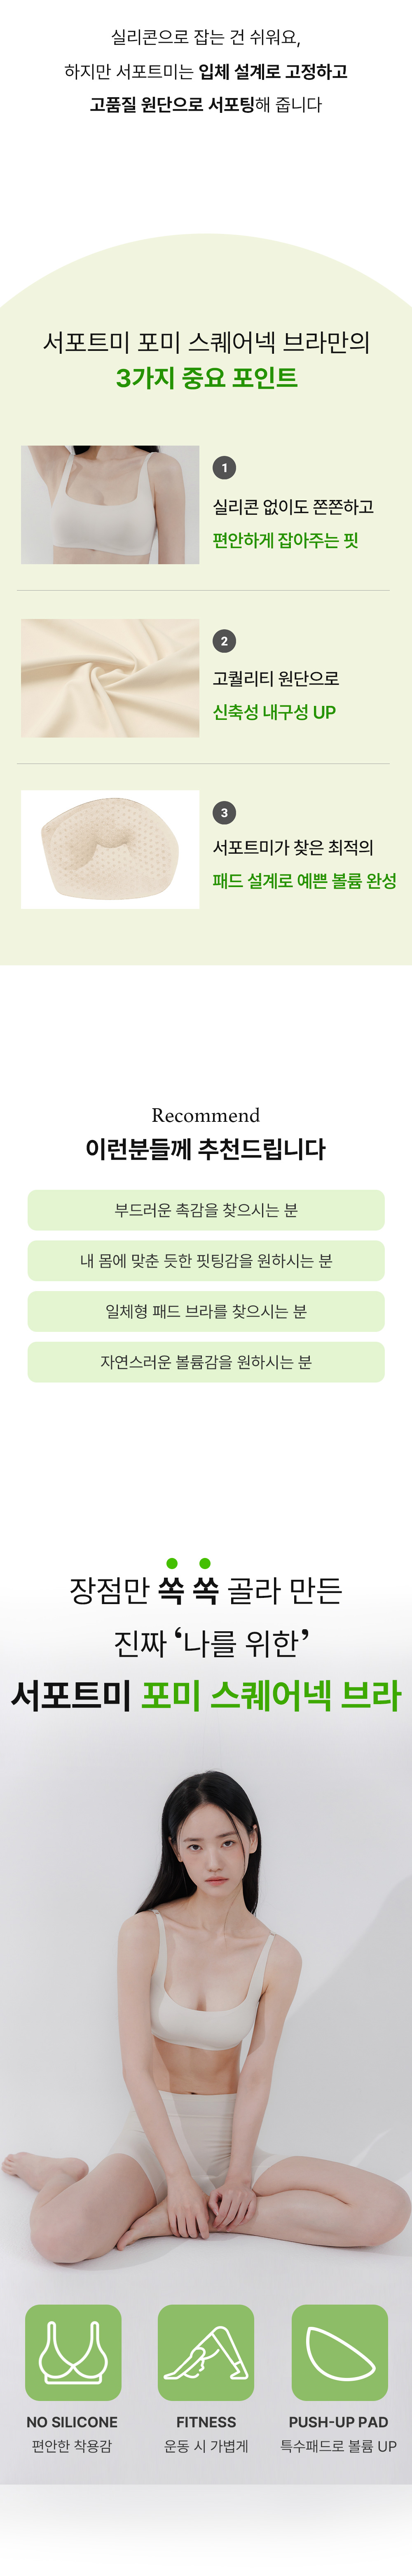 실리콘으로 잡는 건 쉬워요,
하지만 서포트미는 입체 설계로 고정하고
고품질 원단으로 서포팅해 줍니다
서포트미 포미 스퀘어넥 브라만의
3가지 중요 포인트
1
실리콘 없이도 쫀쫀하고
편안하게 잡아주는 핏
2
고퀄리티 원단으로
신축성 내구성 UP
3
서포트미가 찾은 최적의
패드 설계로 예쁜 볼륨 완성
Recommend
이런분들께 추천드립니다
부드러운 촉감을 찾으시는 분
내 몸에 맞춘 듯한 핏팅감을 원하시는 분
일체형 패드 브라를 찾으시는 분
자연스러운 볼륨감을 원하시는 분
장점만 쏙 쏙 골라 만든
진짜 ‘나를 위한’
서포트미 포미 스퀘어넥 브라
NO SILICONE
편안한 착용감
FITNESS
운동 시 가볍게
PUSH-UP PAD
특수패드로 볼륨 UP